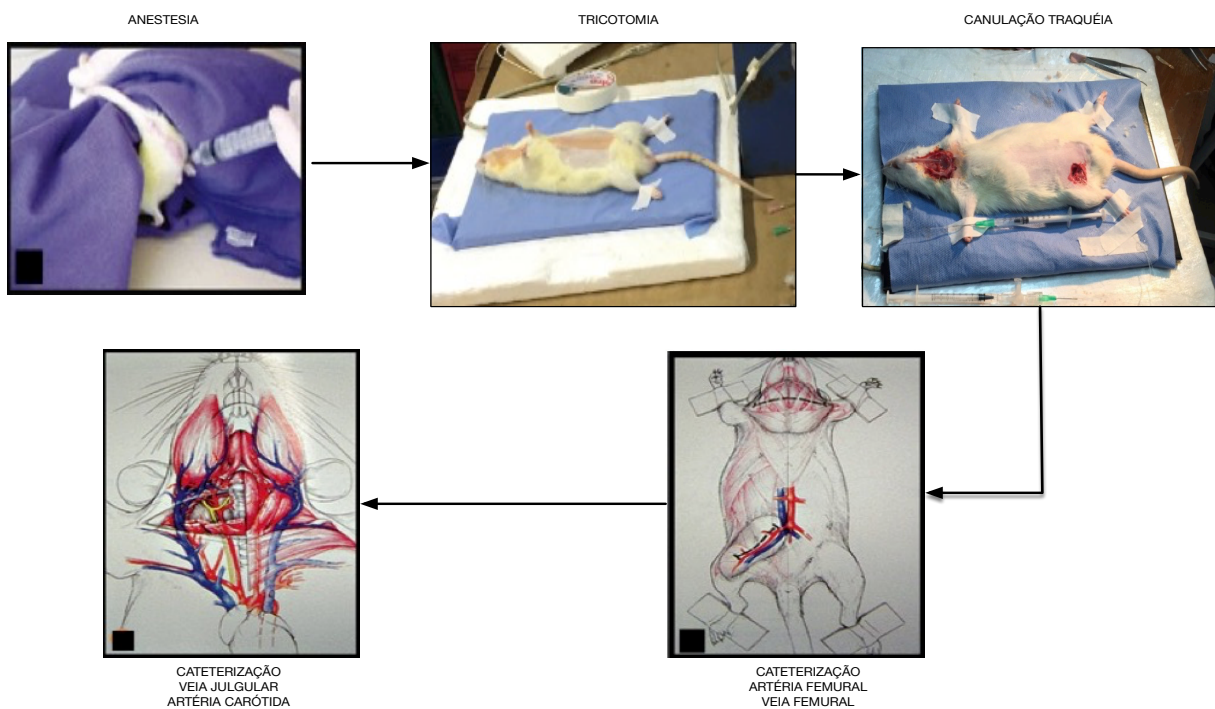 ANESTESIA
TRICOTOMIA
CANULAÇÃO TRAQUÉIA
CATETERIZAÇÃO
VEIA JULGULAR
ARTÉRIA CARÓTIDA
CATETERIZAÇÃO
ARTÉRIA FEMURAL
VEIA FEMURAL